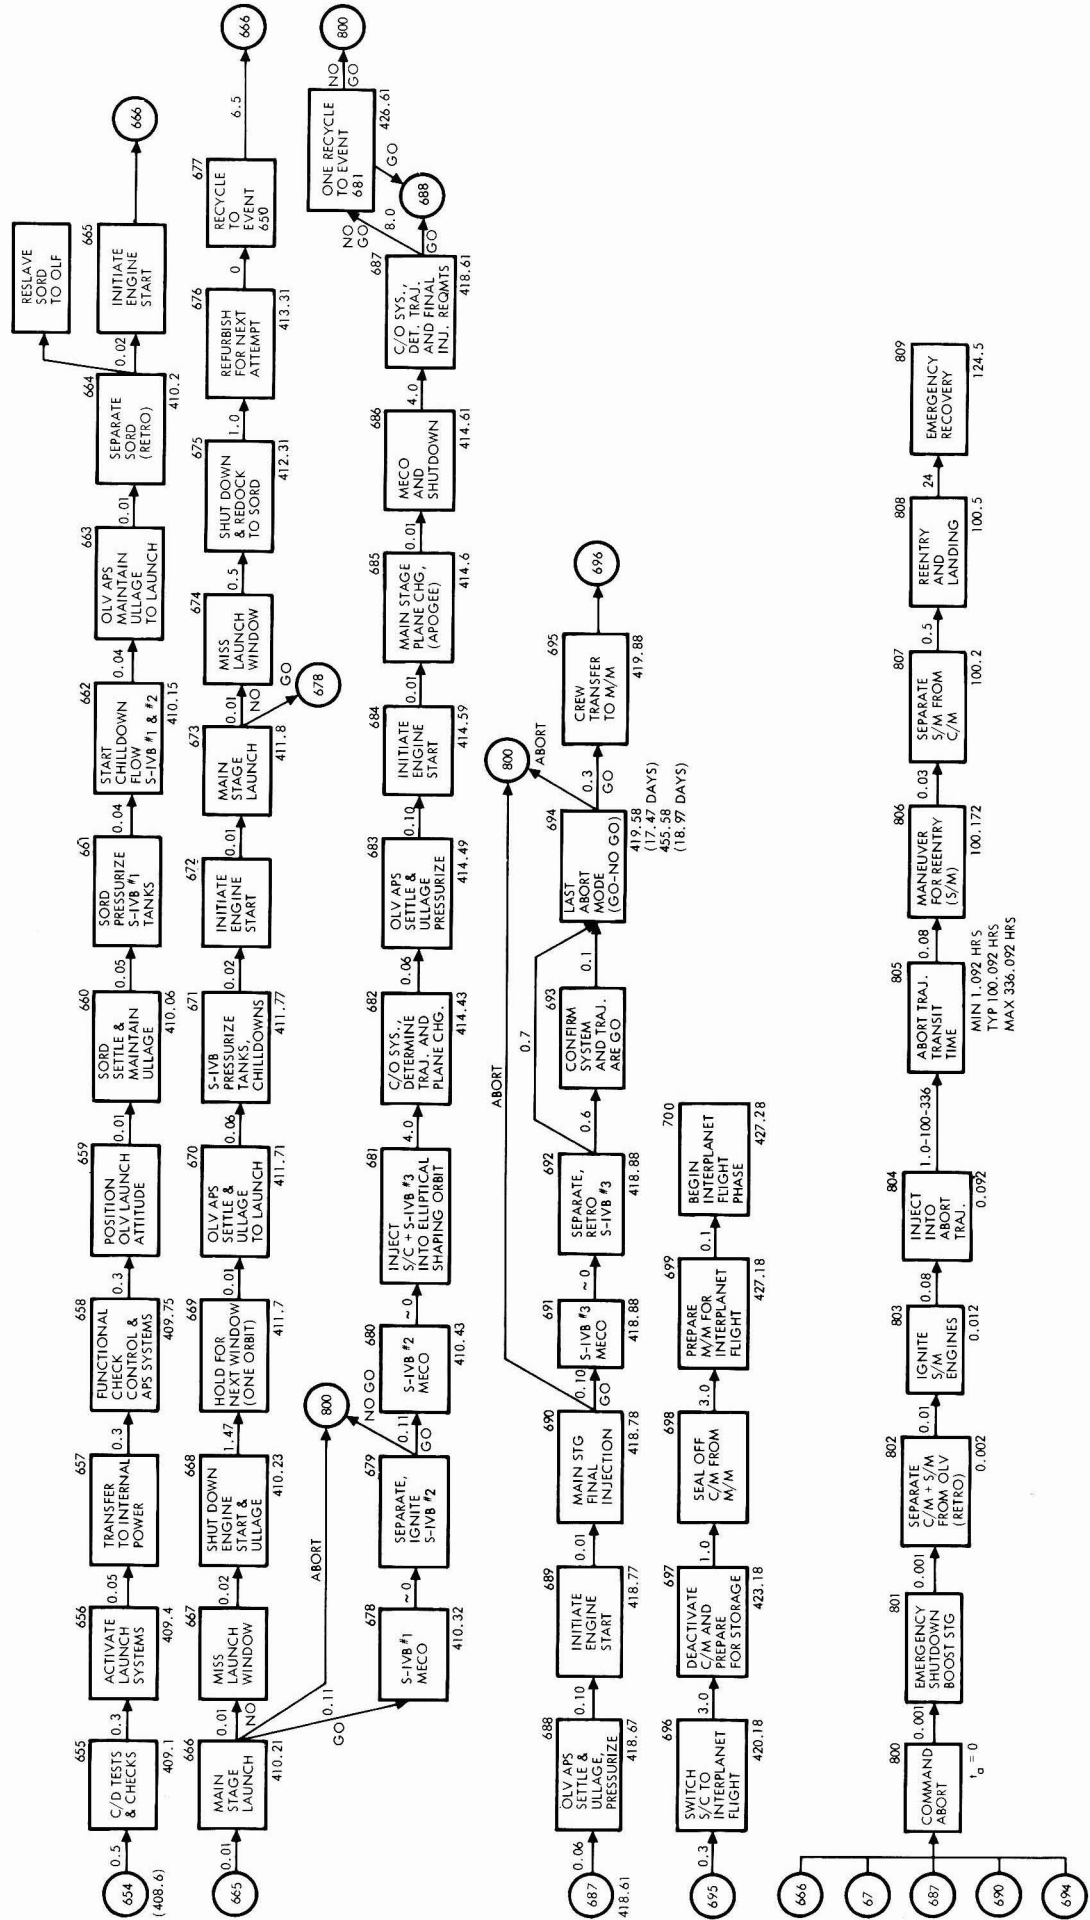 654
(408.6)
0.5
655
C/D TESTS
& CHECKS
409.1
0.3
656
ACTIVATE
LAUNCH
SYSTEMS
409.4
0.05
657
TRANSFER
TO INTERNAL
POWER
0.3
658
FUNCTIONAL
CHECK
CONTROL &
APS SYSTEMS
409.75
0.3
659
POSITION
OLV LAUNCH
ATTITUDE
0.01
660
SORD
SETTLE &
MAINTAIN
ULLAGE
410.06
0.05
661
SORD
PRESSURIZE
S-IVB #1
TANKS
0.04
662
START
CHILLDOWN
FLOW
S-IVB #1 & #2
410.15
0.04
663
OLV APS
MAINTAIN
ULLAGE
TO LAUNCH
0.01
664
SEPARATE
SORD
(RETRO)
410.2
RESLAVE
SORD
TO OLF
0.02
665
INITIATE
ENGINE
START
666
665
0.01
666
MAIN
STAGE
LAUNCH
410.21
0.01
NO
667
MISS
LAUNCH
WINDOW
0.02
668
SHUT DOWN
ENGINE
START &
ULLAGE
410.23
1.47
669
HOLD FOR
NEXT WINDOW
(ONE ORBIT)
411.7
0.01
670
OLV APS
SETTLE &
ULLAGE
TO LAUNCH
411.71
0.06
671
S-IVB
PRESSURIZE
TANKS,
CHILLDOWNS
411.77
0.02
672
INITIATE
ENGINE
START
0.01
673
MAIN
STAGE
LAUNCH
411.8
0.01
NO
GO
678
674
MISS
LAUNCH
WINDOW
0.5
675
SHUT DOWN
& REDOCK
TO SORD
412.31
1.0
676
REFURBISH
FOR NEXT
ATTEMPT
413.31
0
677
RECYCLE
TO
EVENT
650
6.5
666
ABORT
GO
0.11
678
S-IVB #1
MECO
410.32
~0
679
SEPARATE,
IGNITE
S-IVB #2
800
NO GO
0.11
GO
680
S-IVB #2
MECO
410.43
~0
681
INJECT
S/C + S-IVB #3
INTO ELLIPTICAL
SHAPING ORBIT
4.0
682
C/O SYS.,
DETERMINE
TRAJ. AND
PLANE CHG.
414.43
0.06
683
OLV APS
SETTLE &
ULLAGE
PRESSURIZE
414.49
0.10
684
INITIATE
ENGINE
START
414.59
0.01
685
MAIN STAGE
PLANE CHG,
(APOGEE)
414.6
0.01
686
MECO
AND
SHUTDOWN
414.61
4.0
687
C/O SYS.,
DET. TRAJ.
AND FINAL
INJ. REQMTS
418.61
NO
GO
8.0
GO
688
GO
ONE RECYCLE
TO EVENT
681
426.61
NO
GO
800
687
418.61
0.06
688
OLV APS
SETTLE &
ULLAGE,
PRESSURIZE
418.67
0.10
689
INITIATE
ENGINE
START
418.77
0.01
690
MAIN STG
FINAL
INJECTION
418.78
ABORT
0.10
GO
691
S-IVB #3
MECO
418.88
~0
692
SEPARATE,
RETRO
S-IVB #3
418.88
0.7
0.6
693
CONFIRM
SYSTEM
AND TRAJ.
ARE GO
0.1
694
LAST
ABORT
MODE
(GO-NO GO)
419.58
(17.47 DAYS)
455.58
(18.97 DAYS)
800
ABORT
0.3
GO
695
CREW
TRANSFER
TO M/M
419.88
696
695
0.3
696
SWITCH
S/C TO
INTERPLANET
FLIGHT
420.18
3.0
697
DEACTIVATE
C/M AND
PREPARE
FOR STORAGE
423.18
1.0
698
SEAL OFF
C/M FROM
M/M
3.0
699
PREPARE
M/M FOR
INTERPLANET
FLIGHT
427.18
0.1
700
BEGIN
INTERPLANET
FLIGHT
PHASE
427.28
666
67
687
690
694
800
COMMAND
ABORT
ta = 0
0.001
801
EMERGENCY
SHUTDOWN
BOOST STG
0.001
802
SEPARATE
C/M + S/M
FROM OLV
(RETRO)
0.002
0.01
803
IGNITE
S/M
ENGINES
0.012
0.08
804
INJECT
INTO
ABORT
TRAJ.
0.092
1.0-100-336
805
ABORT TRAJ.
TRANSIT
TIME
MIN 1.092 HRS
TYP 100.092 HRS
MAX 336.092 HRS
0.08
806
MANEUVER
FOR REENTRY
(S/M)
100.172
0.03
807
SEPARATE
S/M FROM
C/M
100.2
0.5
808
REENTRY
AND
LANDING
100.5
24
809
EMERGENCY
RECOVERY
124.5